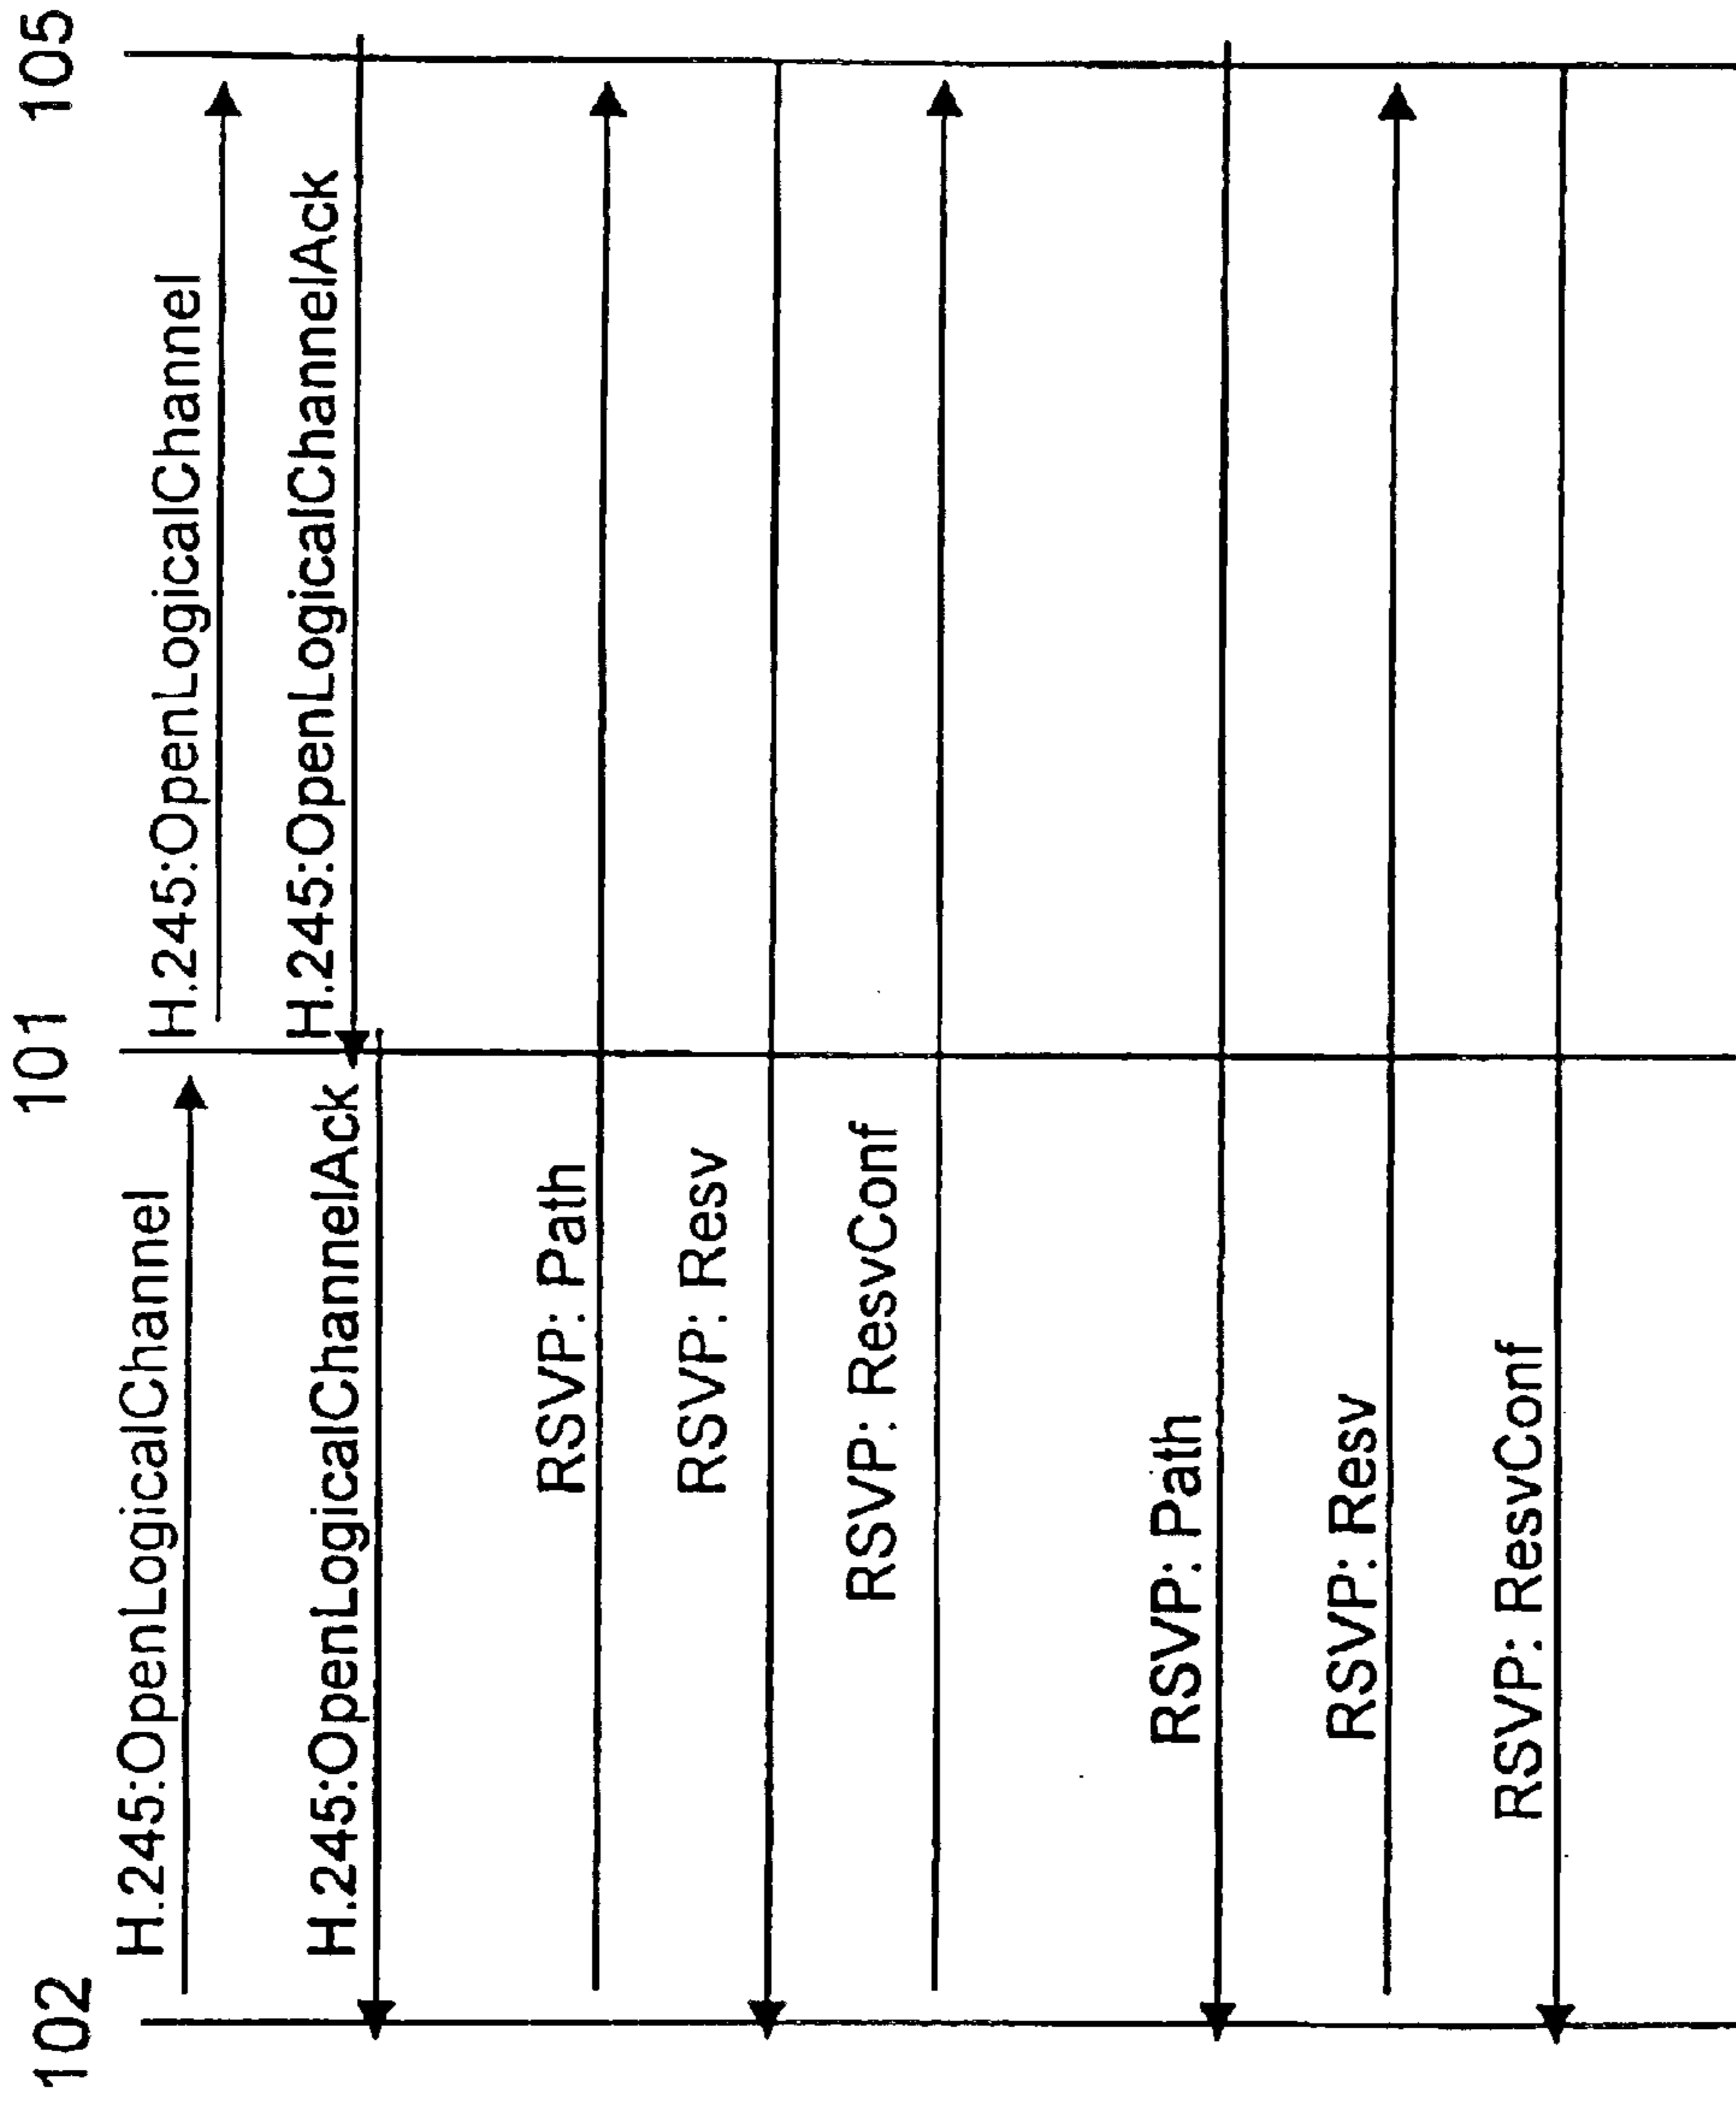 102
101
105
H.245:OpenLogicalChannel
H.245:OpenLogicalChannel
H.245:OpenLogicalChannelAck
H.245:OpenLogicalChannelAck
RSVP: Path
RSVP: Resv
RSVP: ResvConf
RSVP: Path
RSVP: Resv
RSVP: ResvConf